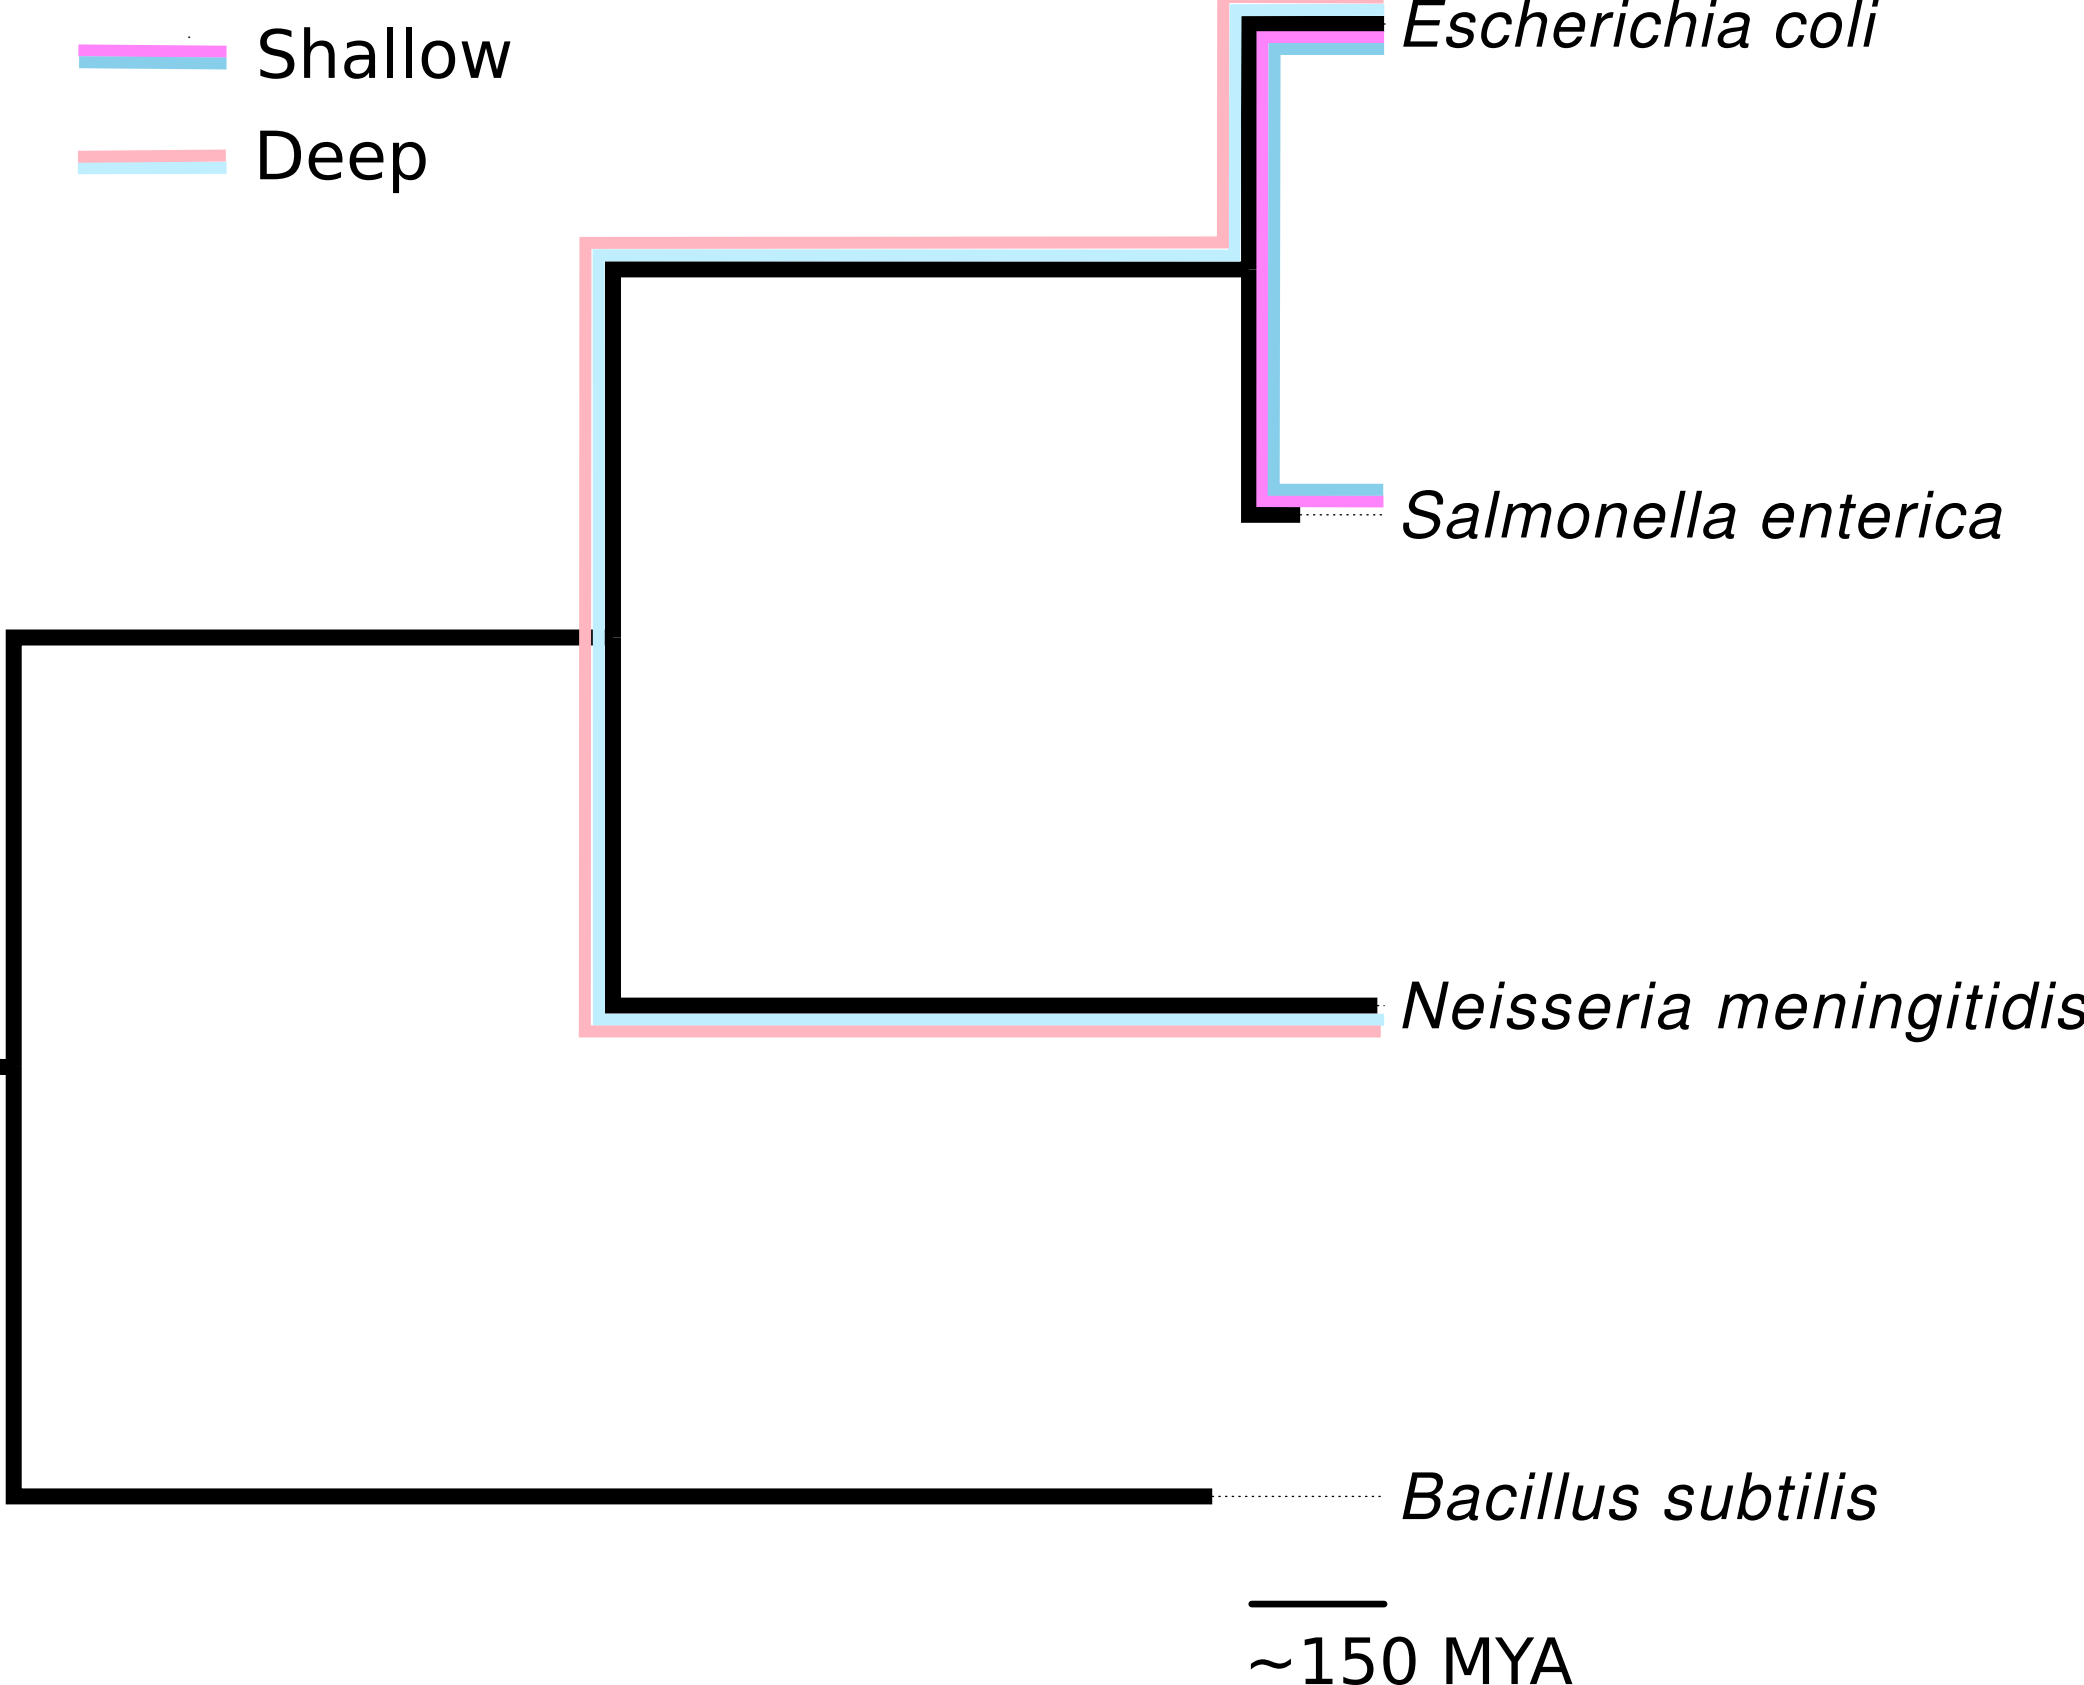 Shallow
Deep
Escherichia coli
Salmonella enterica
Neisseria meningitidis
Bacillus subtilis
~150 MYA